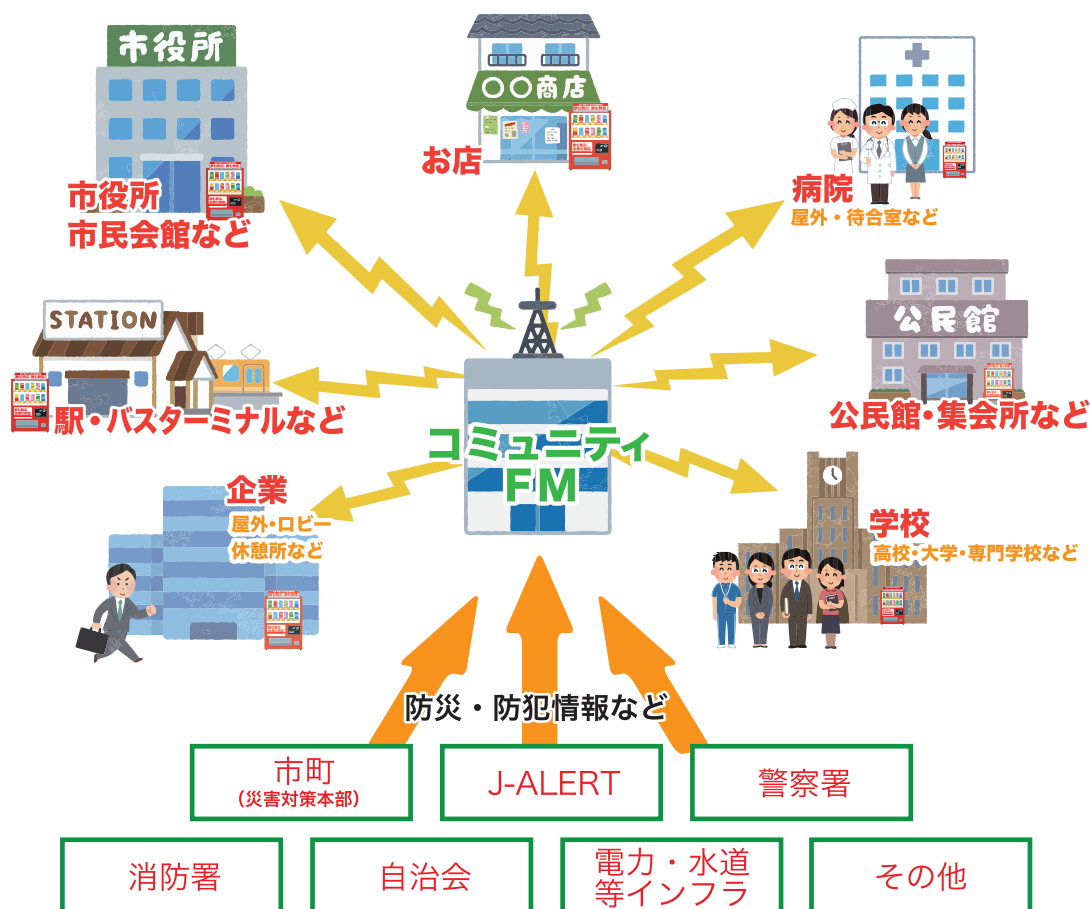 市役所
〇〇商店
お店
市役所
市民会館など
病院
屋外・待合室など
STATION
駅・バスターミナルなど
公民館
公民館・集会所など
コミュニティ
FM
企業
屋外・ロビー
休憩所など
学校
高校・大学・専門学校など
防災・防犯情報など
市町
(災害対策本部)
J-ALERT
警察署
消防署
自治会
電力・水道
等インフラ
その他